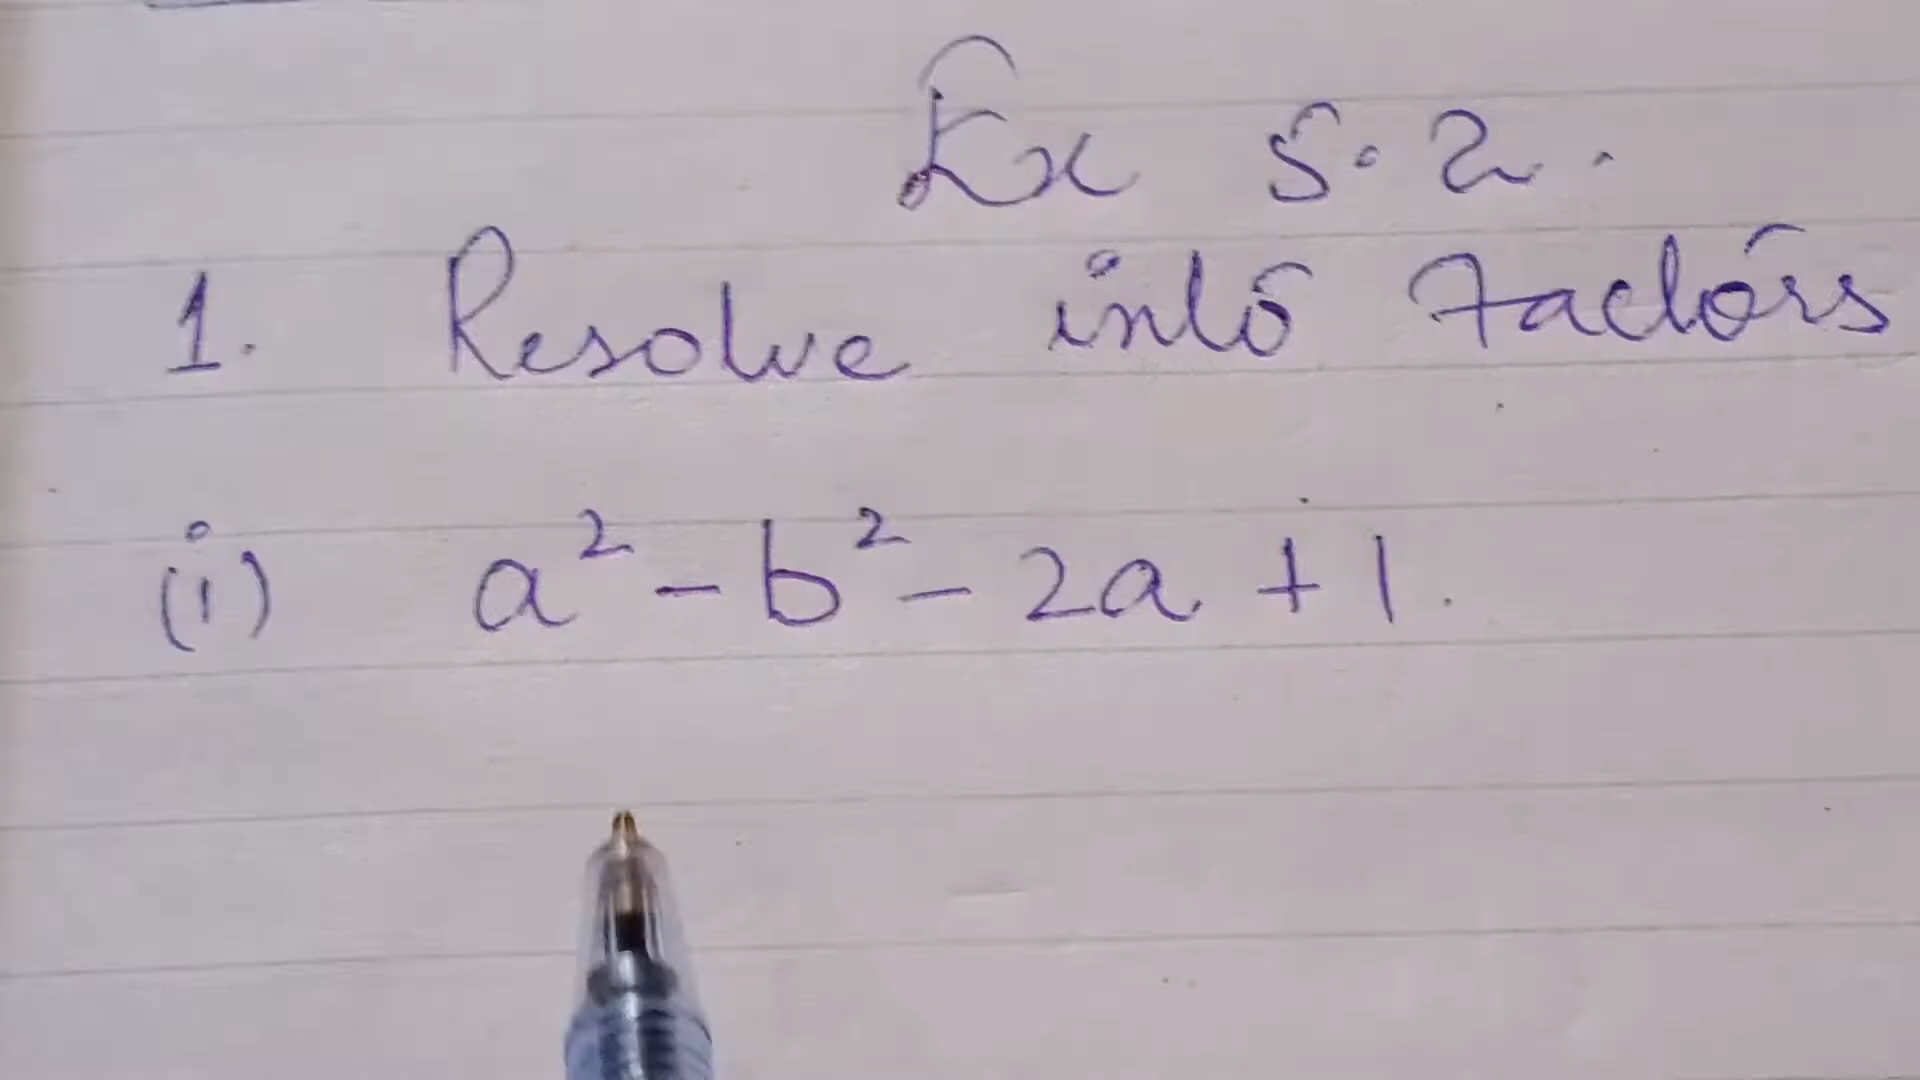 Ex 5.2.
1. Resolve into Factors
(i) a² - b² - 2a + 1.